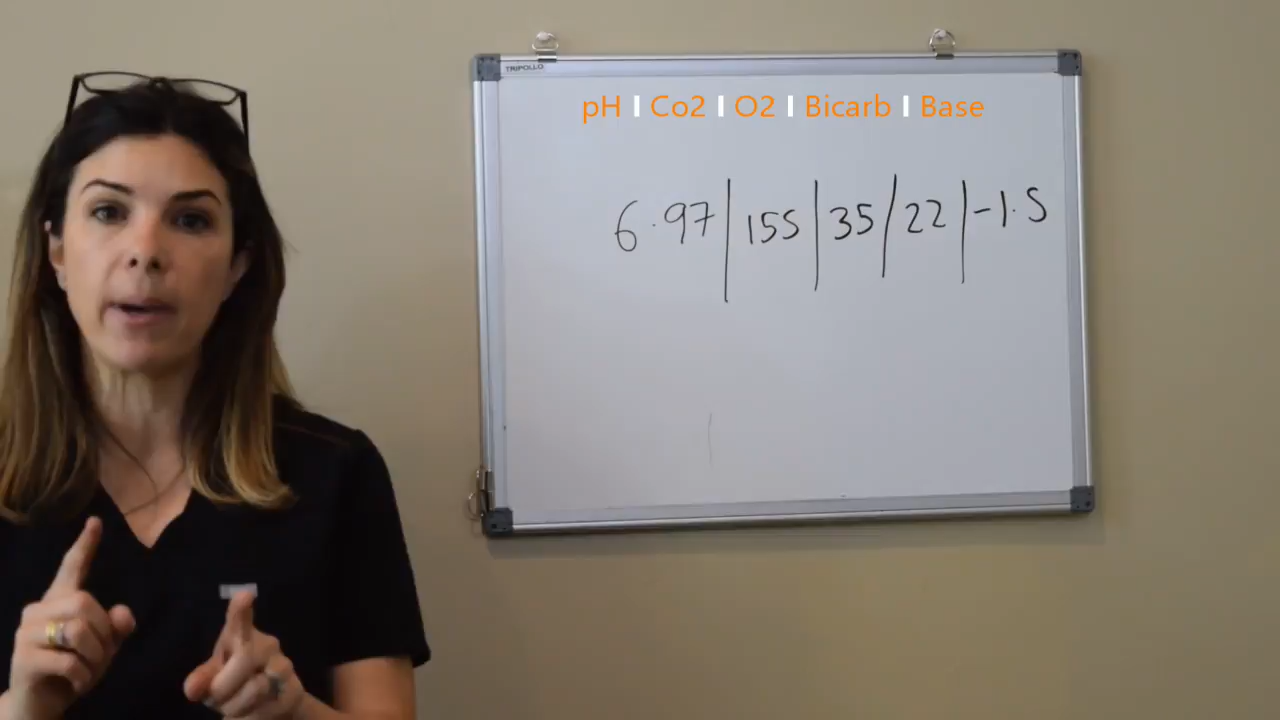 TRIPOLLO
pH | Co2 | O2 | Bicarb | Base
6.97 | 155 | 35 | 22 | -1.5